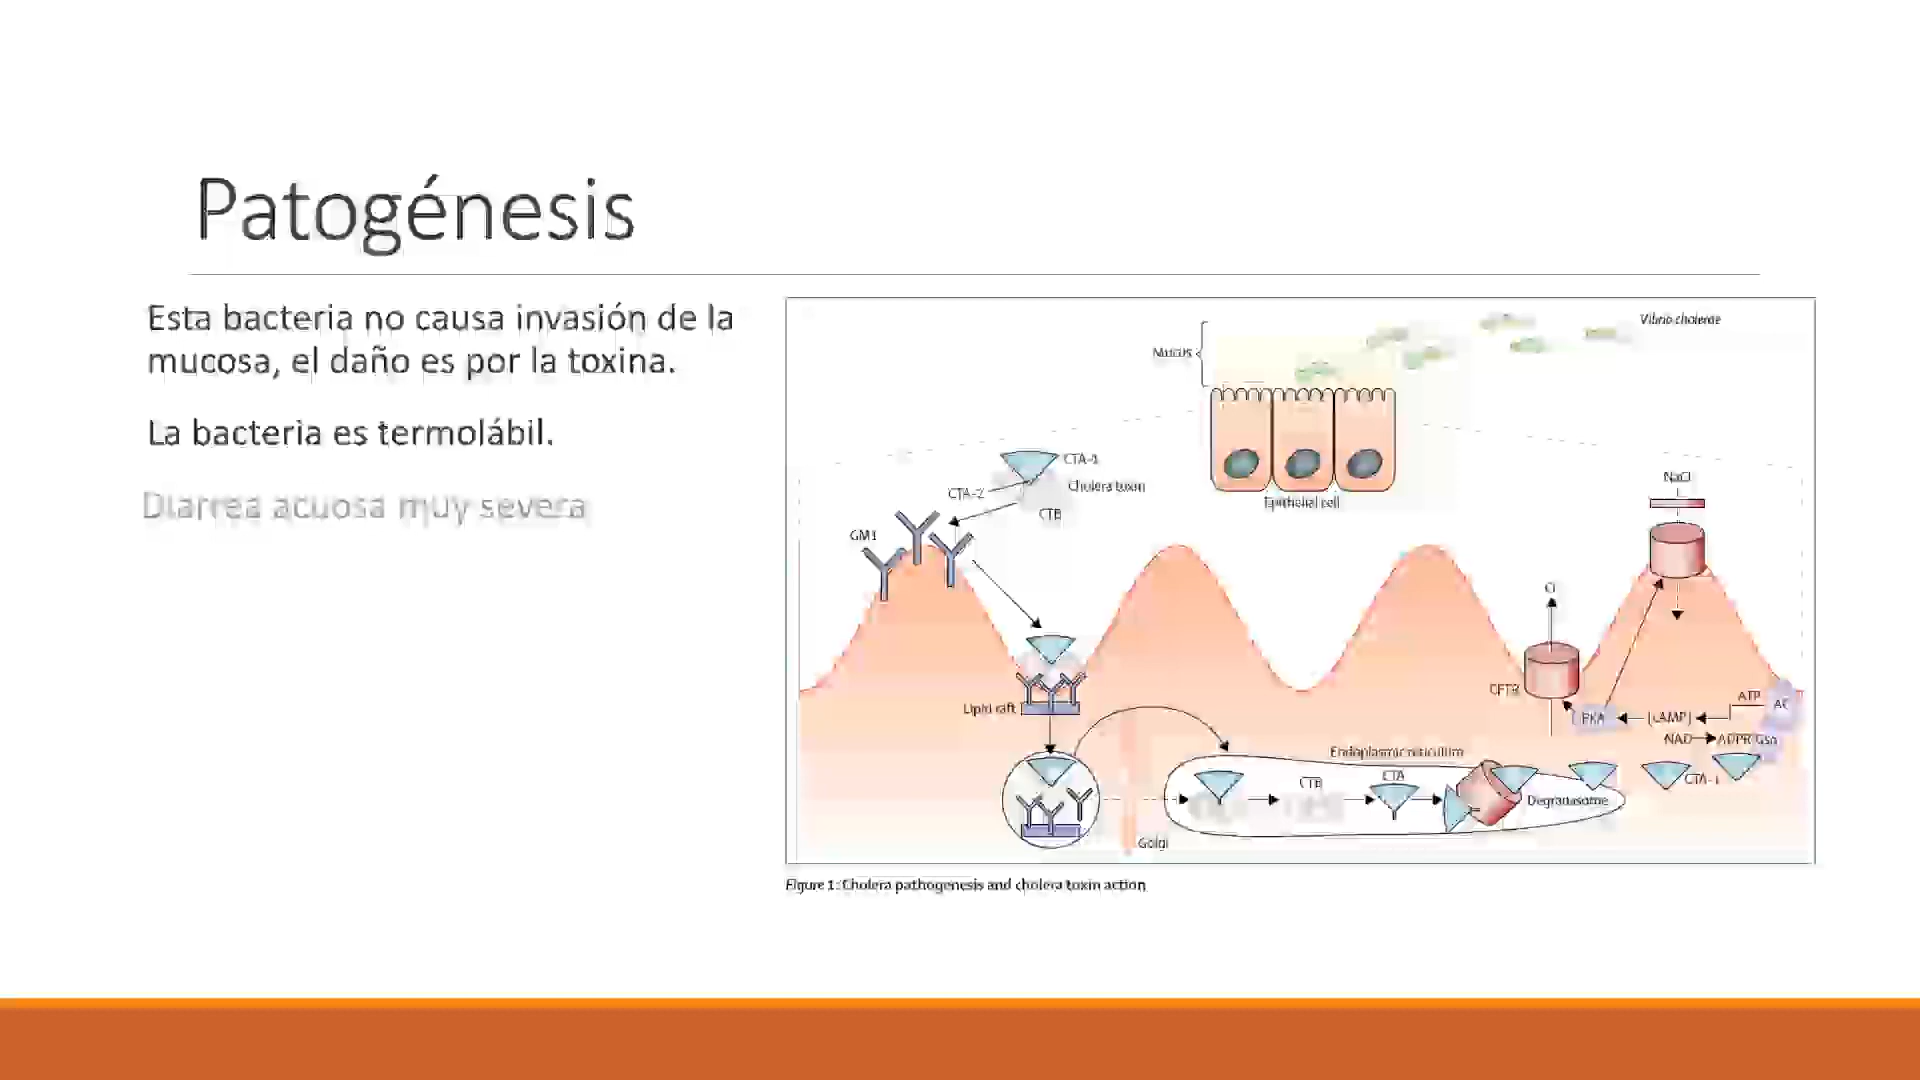 Patogénesis
Esta bacteria no causa invasión de la
mucosa, el daño es por la toxina.
La bacteria es termolábil.
Diarrea acuosa muy severa
Vibrio cholerae
Mucus
CTA-1
CTA-2
Cholera toxin
CTB
GM1
Epithelial cell
NaCl
Cl
CFTR
Lipid raft
ATP
AC
PKA
cAMP
NAD
ADPR
Gsα
Endoplasmic reticulum
CTB
CTA
CTA-1
Degradasome
Golgi
Figure 1: Cholera pathogenesis and cholera toxin action